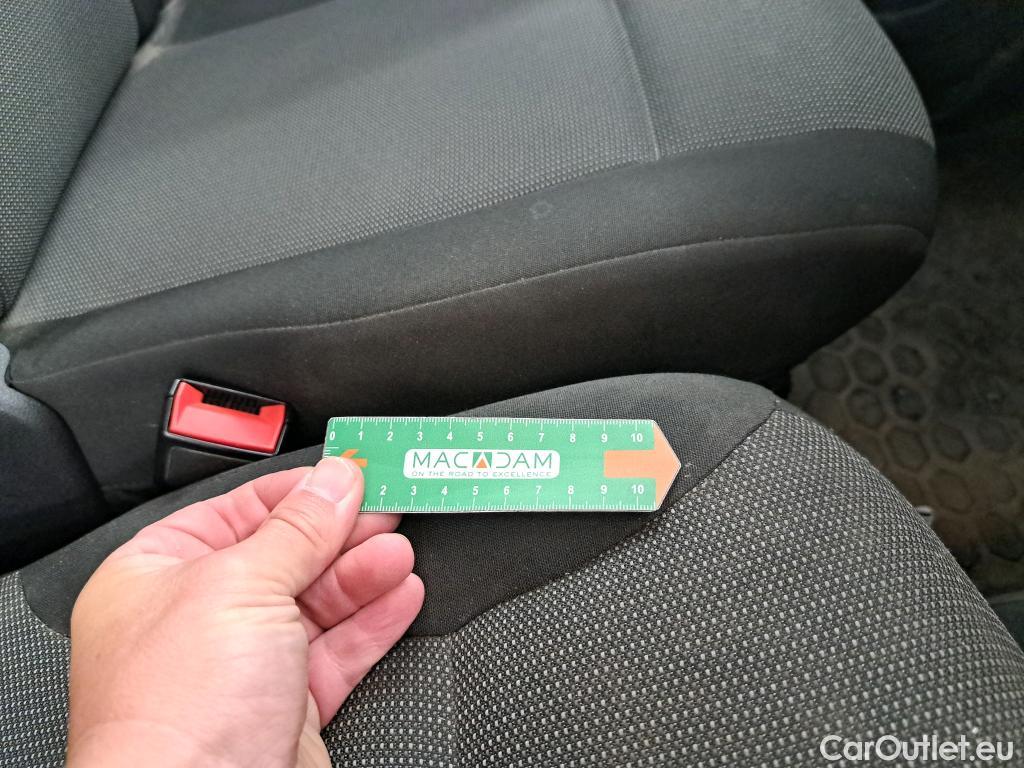 0 1 2 3 4 5 6 7 8 9 10
MACADAM
ON THE ROAD TO EXCELLENCE
2 3 4 5 6 7 8 9 10
CarOutlet.eu